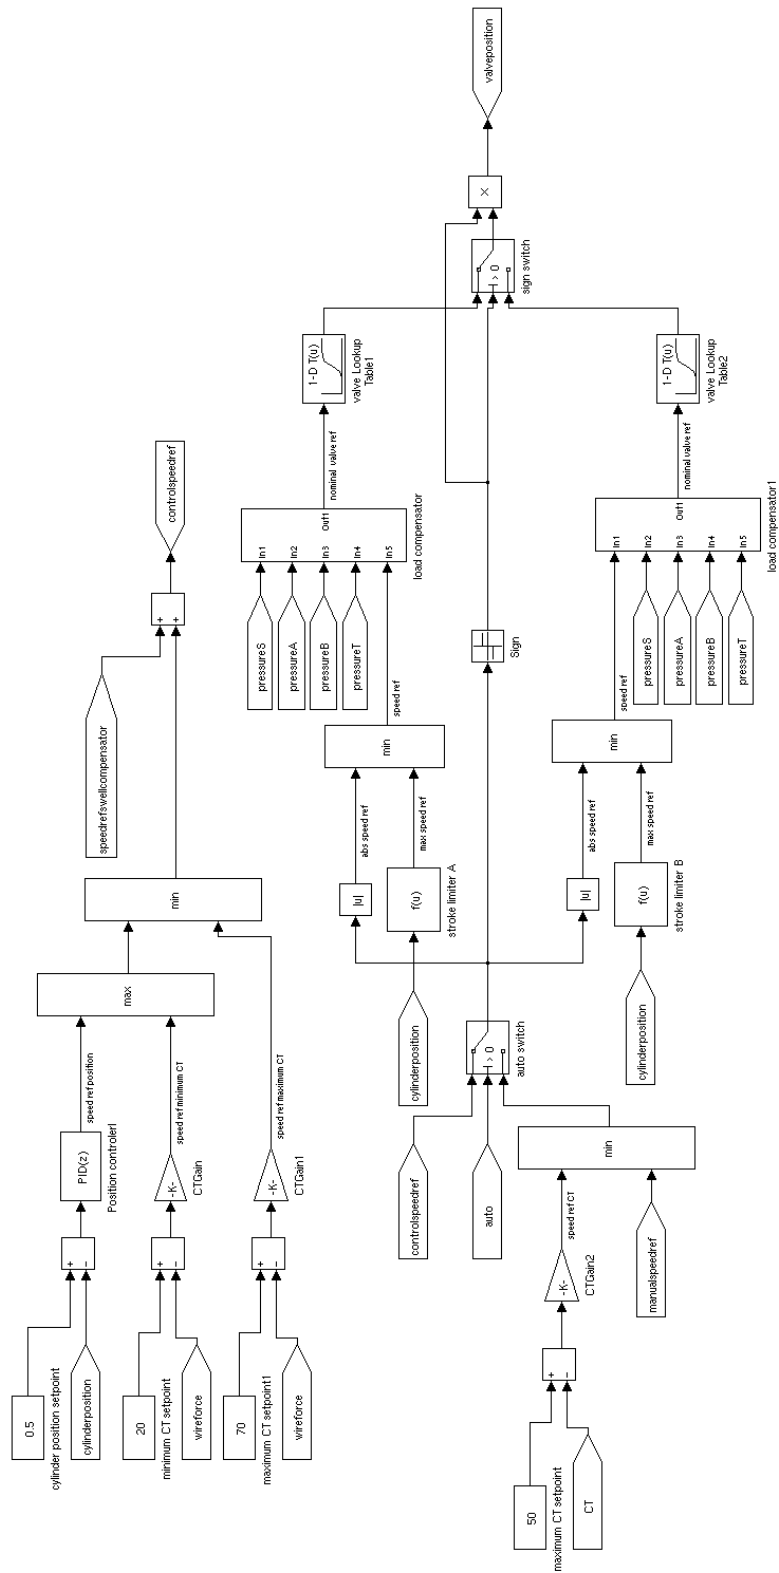 0.5
cylinder position setpoint
cylinderposition
+
−
PID(z)
Position controlerl
speed ref position
20
minimum CT setpoint
wireforce
+
−
-K-
CTGain
speed ref minimum CT
max
70
maximum CT setpoint1
wireforce
+
−
-K-
CTGain1
speed ref maximum CT
min
speedrefswellcompensator
+
+
controlspeedref
controlspeedref
auto
50
maximum CT setpoint
CT
+
−
-K-
CTGain2
speed ref CT
manualspeedref
min
> 0
auto switch
cylinderposition
|u|
f(u)
stroke limiter A
abs speed ref
max speed ref
min
speed ref
pressureS
pressureA
pressureB
pressureT
In1
In2
In3
In4
In5
Out1
load compensator
nominal valve ref
1-D T(u)
valve Lookup
Table1
Sign
cylinderposition
|u|
f(u)
stroke limiter B
abs speed ref
max speed ref
min
speed ref
pressureS
pressureA
pressureB
pressureT
In1
In2
In3
In4
In5
Out1
load compensator1
nominal valve ref
1-D T(u)
valve Lookup
Table2
> 0
sign switch
×
valveposition